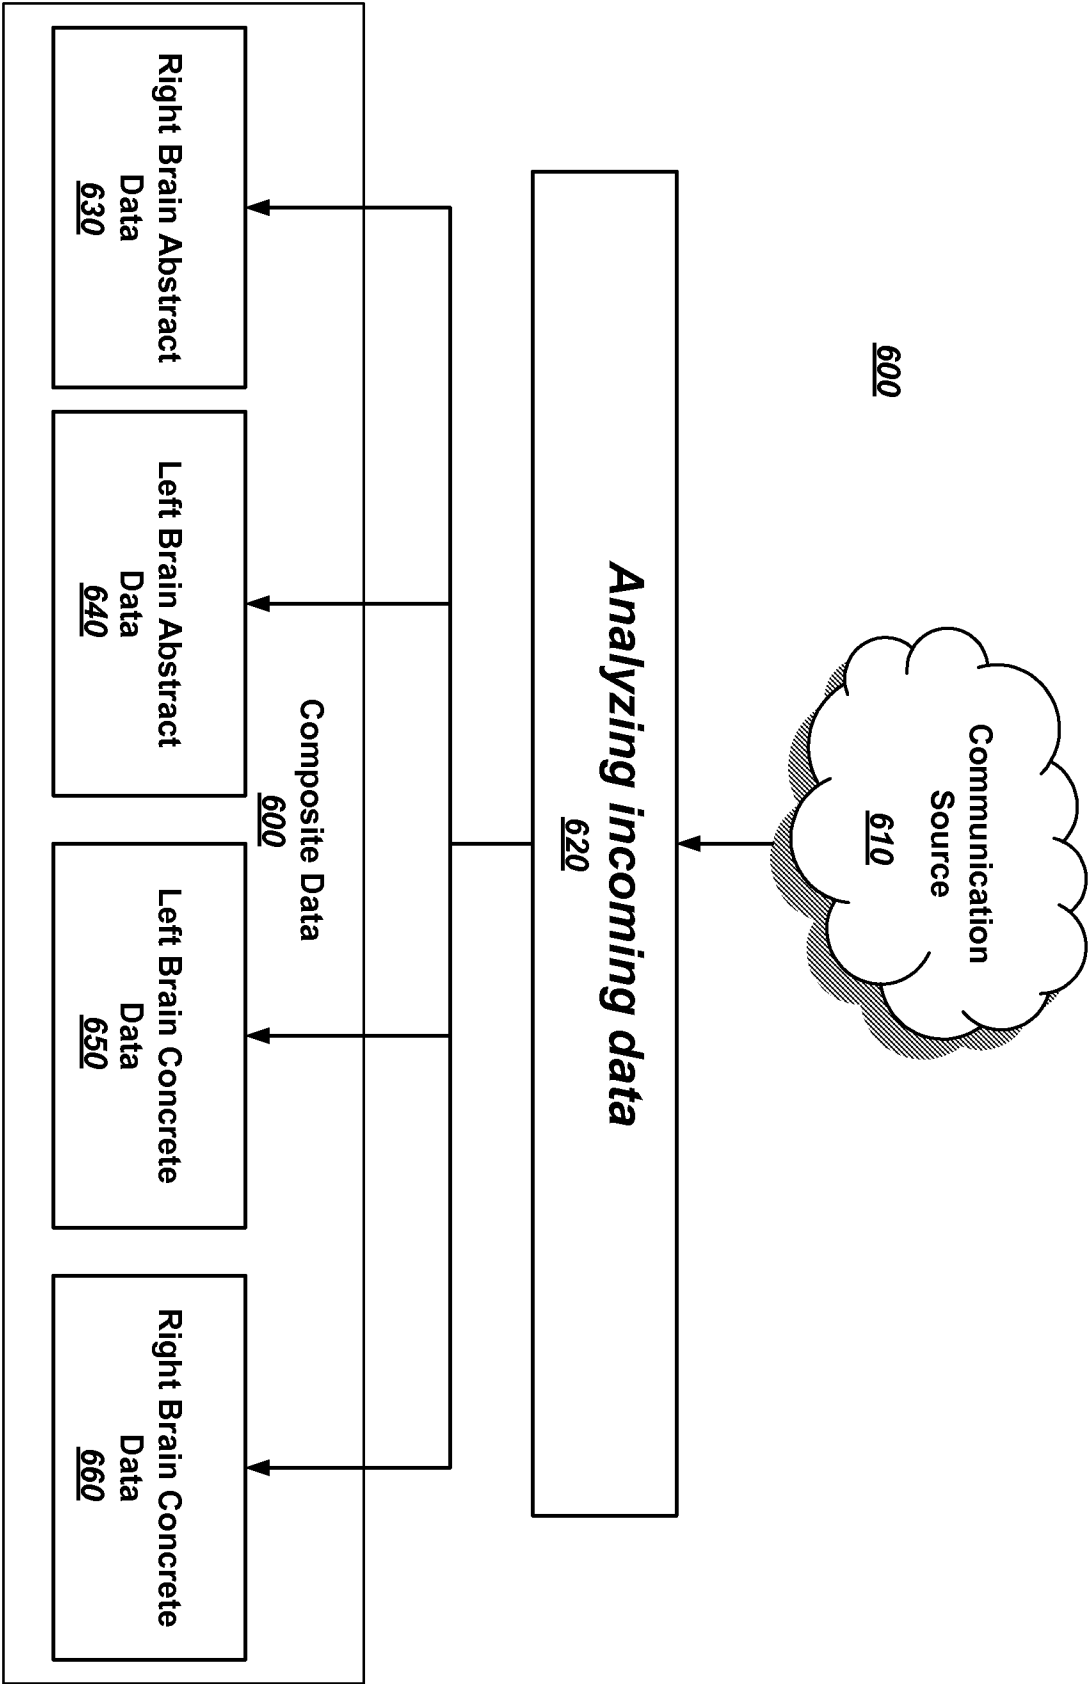 600
Communication
Source
610
Analyzing incoming data
620
Composite Data
600
Right Brain Abstract
Data
630
Left Brain Abstract
Data
640
Left Brain Concrete
Data
650
Right Brain Concrete
Data
660